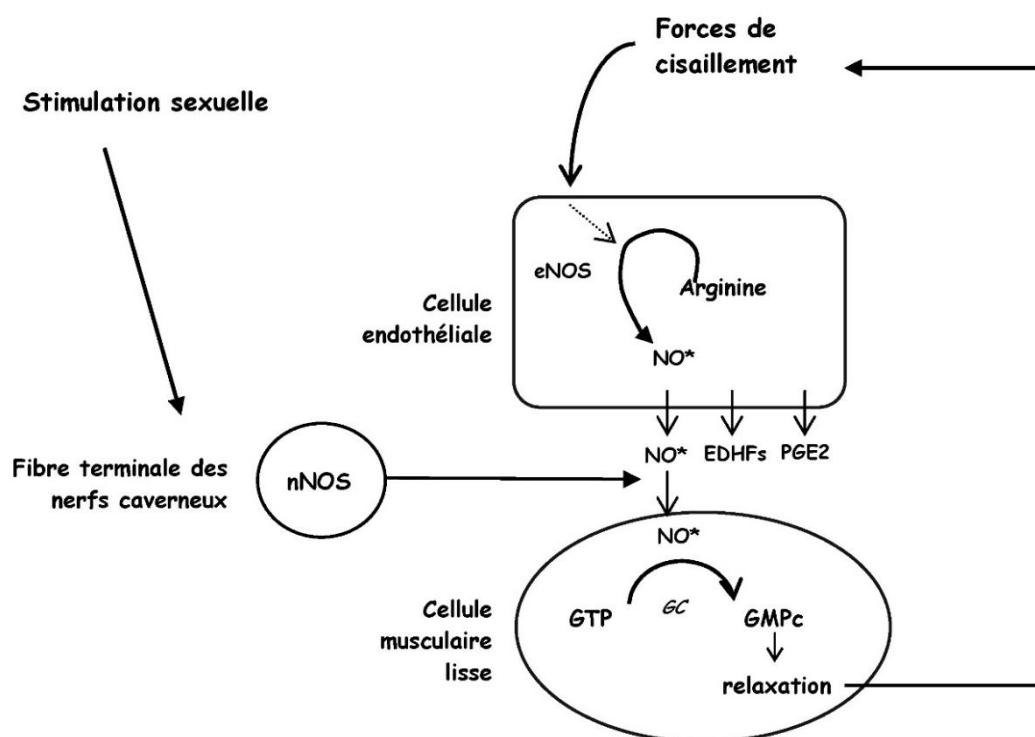 Forces de
cisaillement
Stimulation sexuelle
eNOS
Arginine
Cellule
endothéliale
NO*
NO* EDHFs PGE2
Fibre terminale des
nerfs caverneux
nNOS
NO*
GTP GC GMPc
Cellule
musculaire
lisse
relaxation